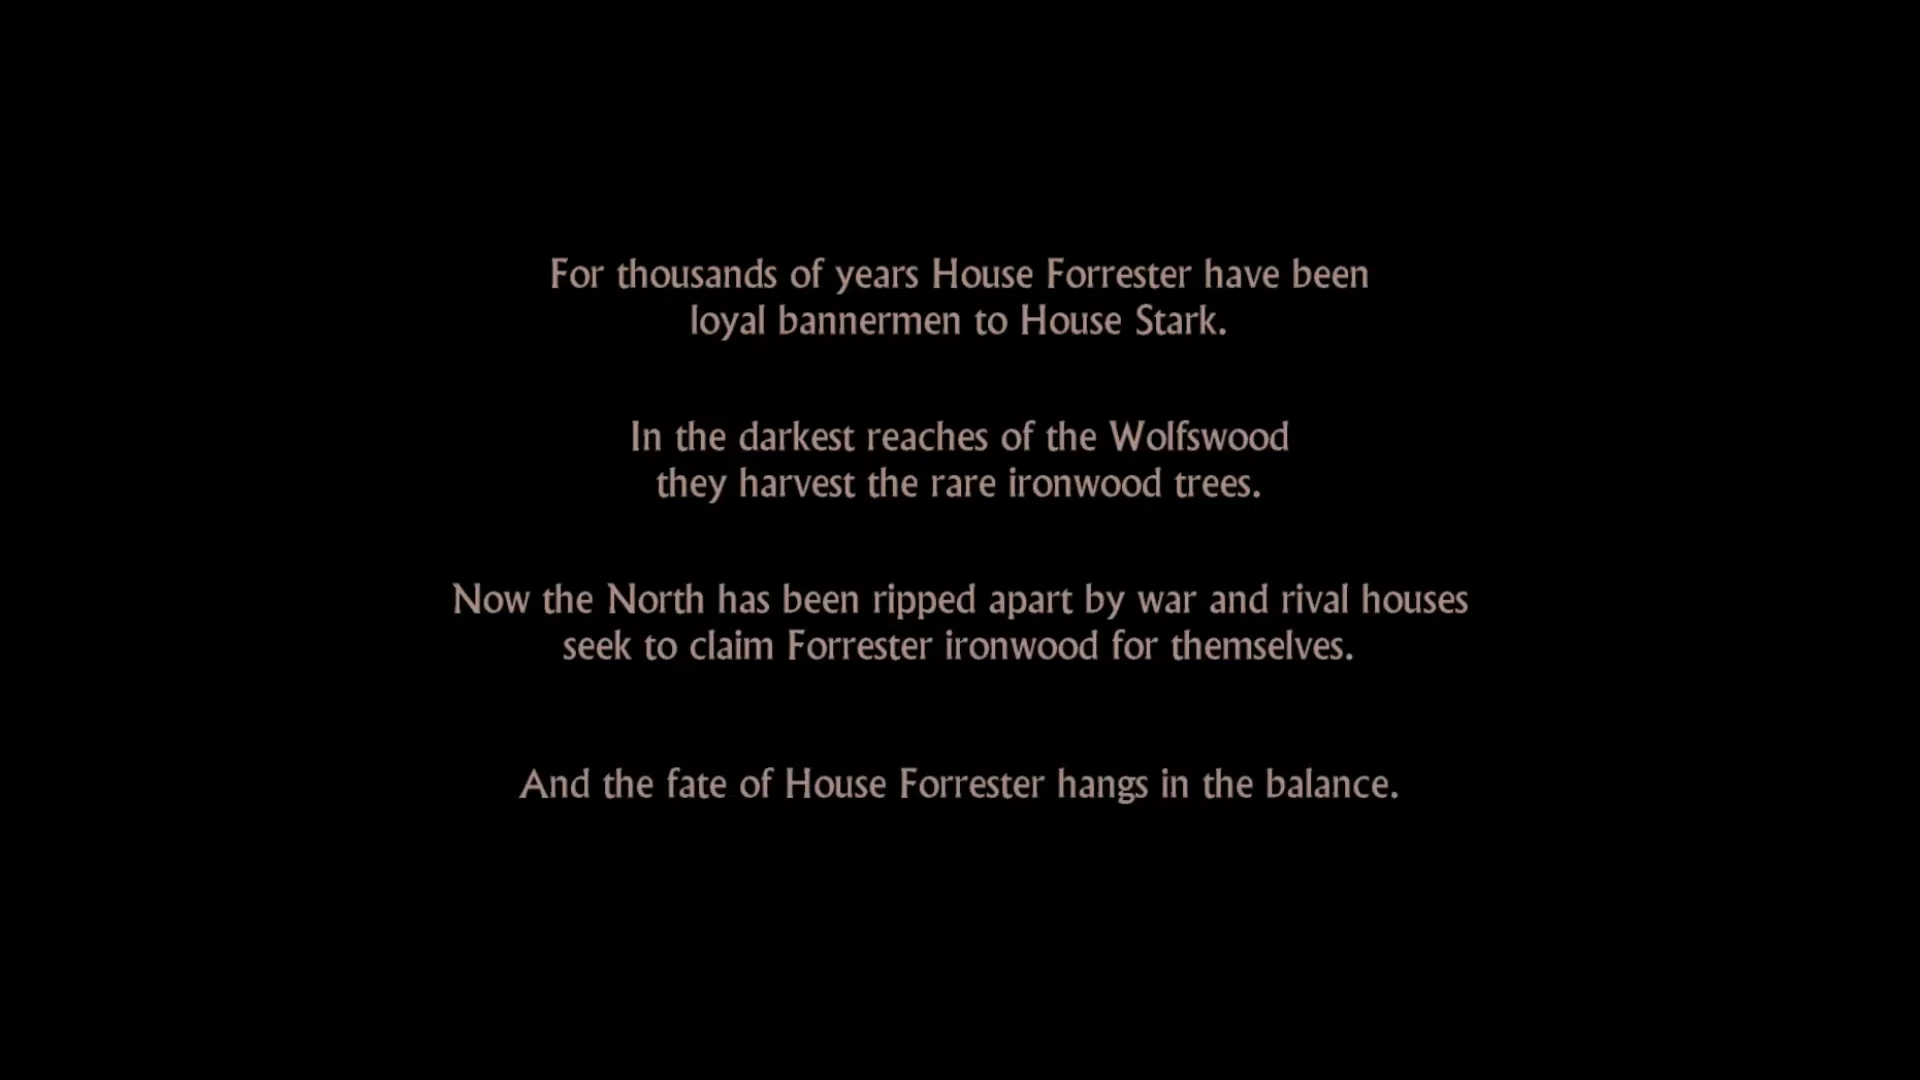 For thousands of years House Forrester have been
loyal bannermen to House Stark.
In the darkest reaches of the Wolfswood
they harvest the rare ironwood trees.
Now the North has been ripped apart by war and rival houses
seek to claim Forrester ironwood for themselves.
And the fate of House Forrester hangs in the balance.